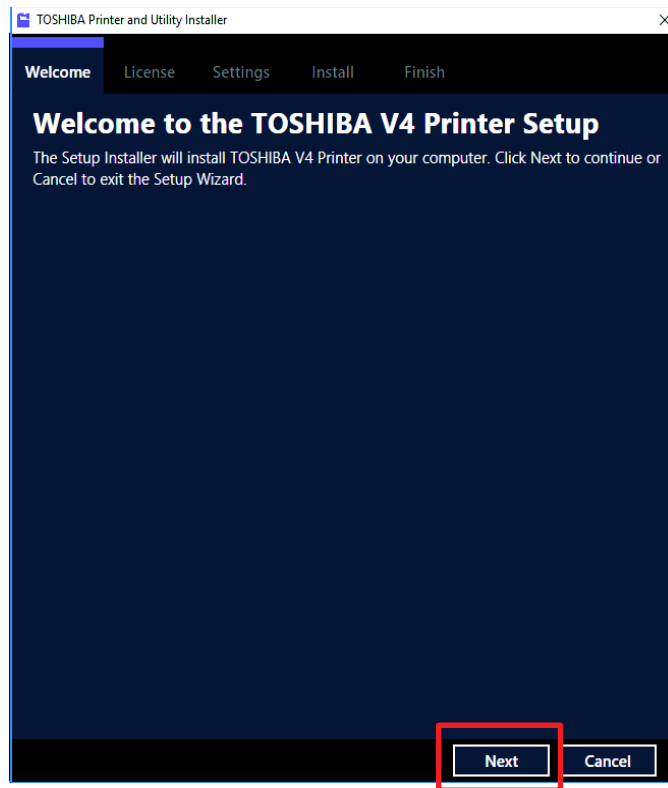 TOSHIBA Printer and Utility Installer
Welcome License Settings Install Finish
Welcome to the TOSHIBA V4 Printer Setup
The Setup Installer will install TOSHIBA V4 Printer on your computer. Click Next to continue or
Cancel to exit the Setup Wizard.
Next Cancel